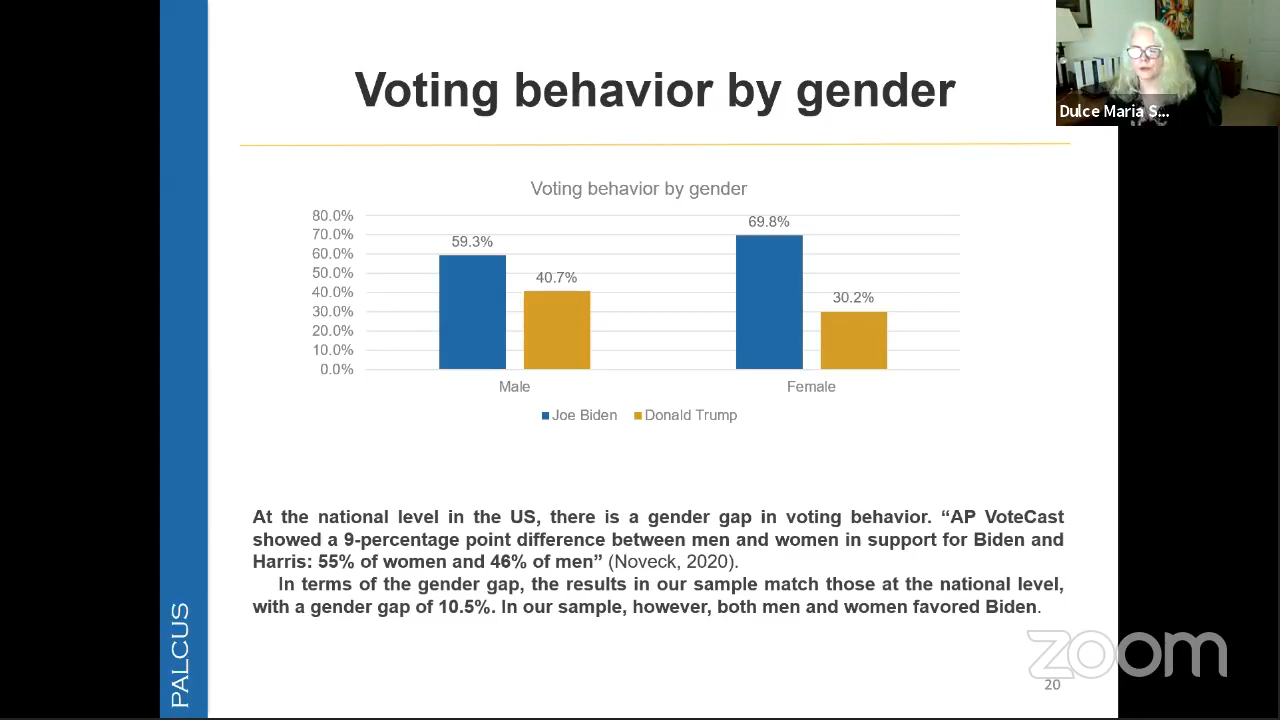 Voting behavior by gender
Dulce Maria S...
Voting behavior by gender
80.0%
70.0%
60.0%
50.0%
40.0%
30.0%
20.0%
10.0%
0.0%
59.3%
40.7%
69.8%
30.2%
Male
Female
Joe Biden
Donald Trump
At the national level in the US, there is a gender gap in voting behavior. “AP VoteCast
showed a 9-percentage point difference between men and women in support for Biden and
Harris: 55% of women and 46% of men” (Noveck, 2020).
In terms of the gender gap, the results in our sample match those at the national level,
with a gender gap of 10.5%. In our sample, however, both men and women favored Biden.
PALCUS
zoom
20